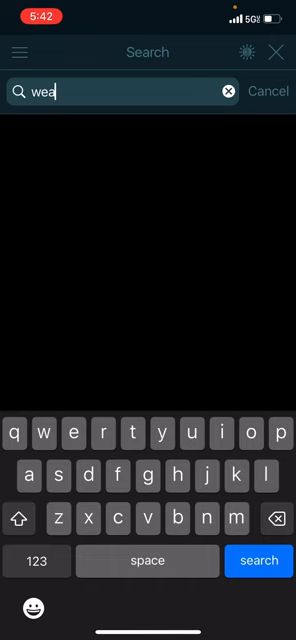 5:42
5G
Search
wea
Cancel
q w e r t y u i o p
a s d f g h j k l
z x c v b n m
123 space search